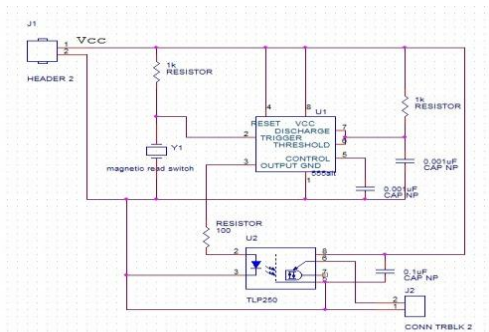 J1
Vcc
1
2
HEADER 2
1k
RESISTOR
4
8
U1
RESET VCC
DISCHARGE
7
2
TRIGGER
THRESHOLD
6
1k
RESISTOR
Y1
magnetic read switch
CONTROL
5
3
OUTPUT GND
555alt
1
0.001uF
CAP NP
0.001uF
CAP NP
RESISTOR
100
U2
2
8
6
3
7
5
TLP250
0.1uF
CAP NP
J2
2
1
CONN TRBLK 2